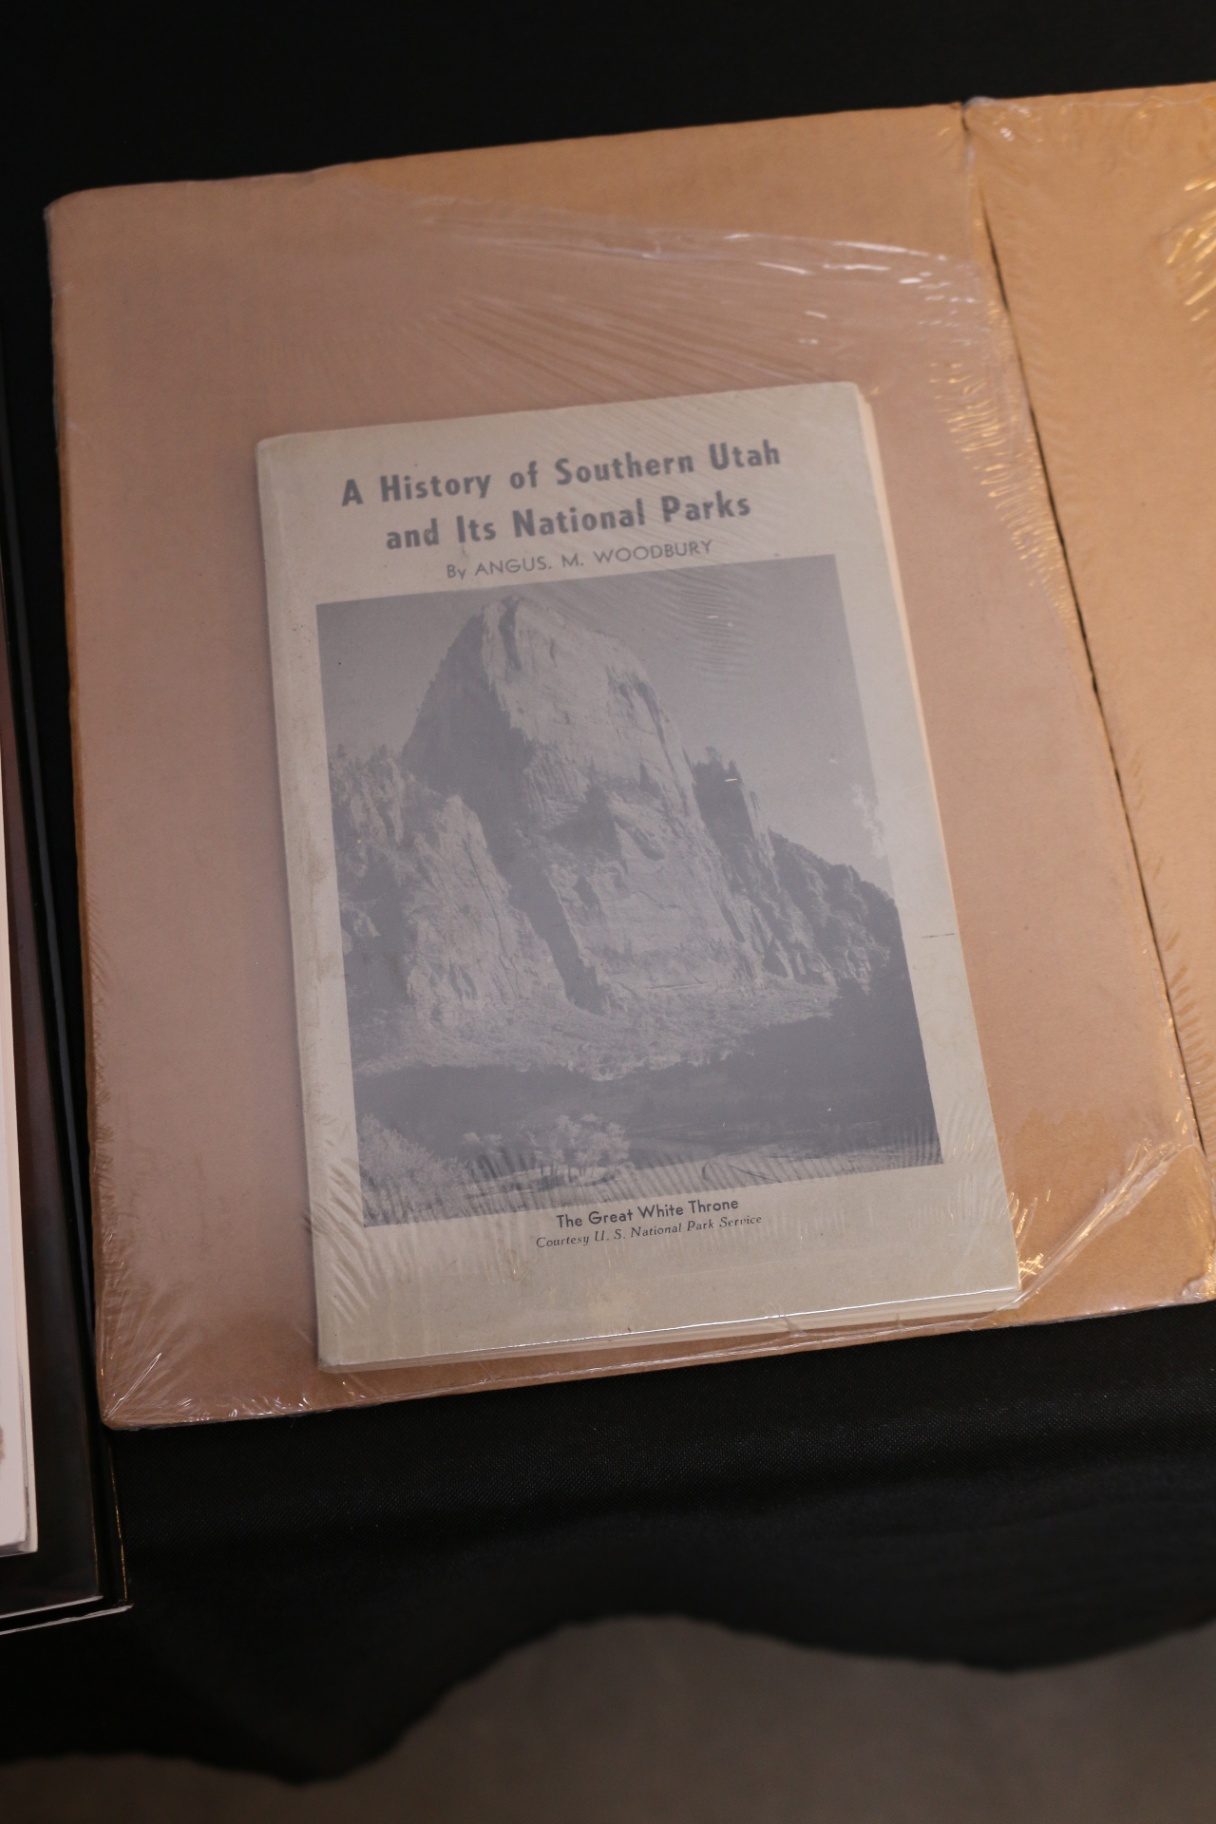 A History of Southern Utah
and Its National Parks
By ANGUS. M. WOODBURY
The Great White Throne
Courtesy U. S. National Park Service